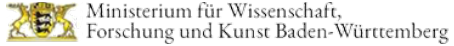 Ministerium für Wissenschaft,
Forschung und Kunst Baden-Württemberg